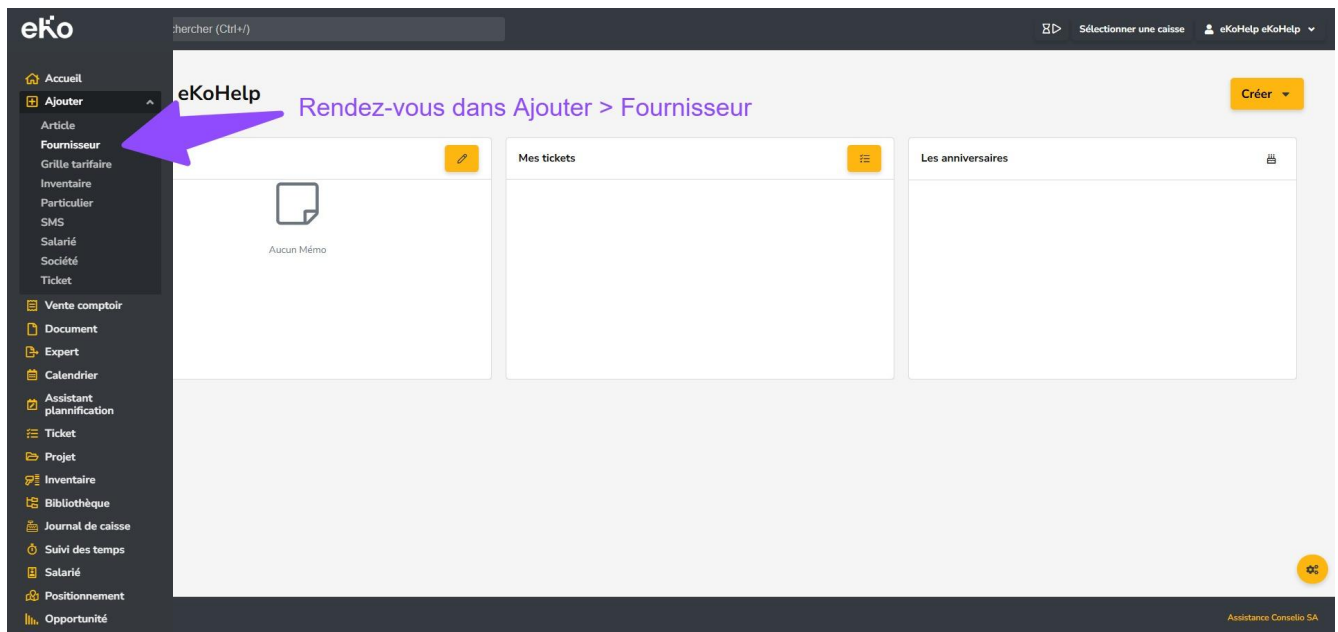 eKo
chercher (Ctrl+/)
Sélectionner une caisse
eKoHelp eKoHelp
Accueil
Ajouter
Article
Fournisseur
Grille tarifaire
Inventaire
Particulier
SMS
Salarié
Société
Ticket
Vente comptoir
Document
Expert
Calendrier
Assistant
plannification
Ticket
Projet
Inventaire
Bibliothèque
Journal de caisse
Suivi des temps
Salarié
Positionnement
Opportunité
eKoHelp
Rendez-vous dans Ajouter > Fournisseur
Créer
Aucun Mémo
Mes tickets
Les anniversaires
Assistance Conselio SA